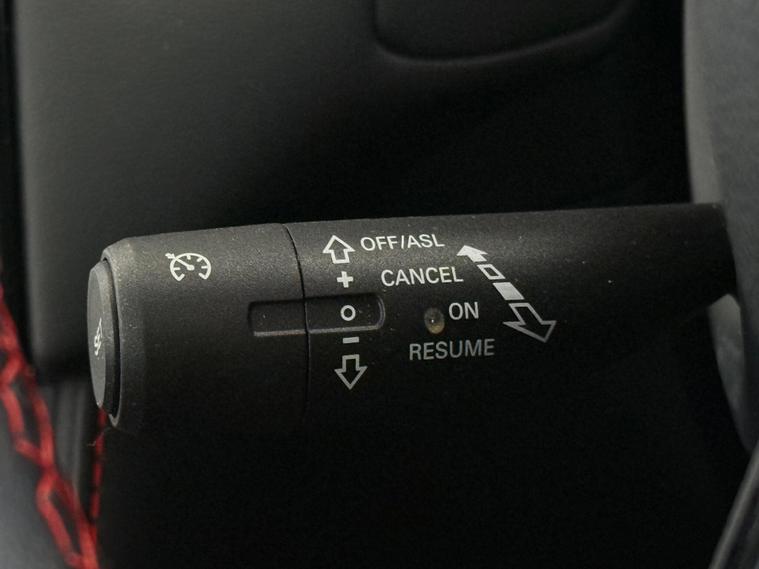 OFF/ASL
+ CANCEL
O ON
- RESUME